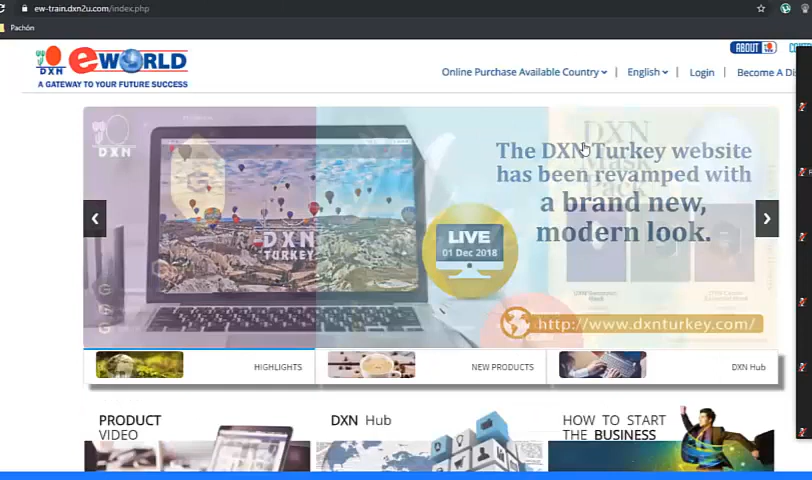 ew-train.dxn2u.com/index.php
Pachón
ABOUT
DXN eWORLD
A GATEWAY TO YOUR FUTURE SUCCESS
Online Purchase Available Country
English
Login
Become A Di
DXN
The DXN Turkey website
has been revamped with
a brand new,
modern look.
DXN
TURKEY
LIVE
01 Dec 2018
http://www.dxnturkey.com/
HIGHLIGHTS
NEW PRODUCTS
DXN Hub
PRODUCT
VIDEO
DXN Hub
HOW TO START
THE BUSINESS